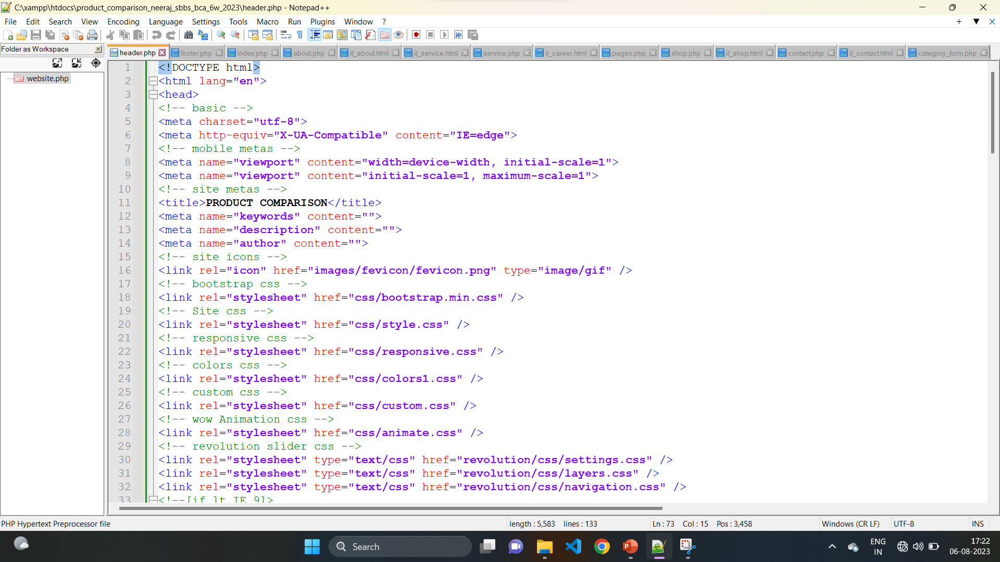 C:\xampp\htdocs\product_comparison_neeraj_sbbs_bca_6w_2023\header.php - Notepad++
File Edit Search View Encoding Language Settings Tools Macro Run Plugins Window ?
Folder as Workspace
header.php footer.php index.php about.php it_about.html it_service.html service.php it_career.html pages.php shop.php it_shop.html contact.php it_contact.html category_form.php
website.php
1 <!DOCTYPE html>
2 <html lang="en">
3 <head>
4 <!-- basic -->
5 <meta charset="utf-8">
6 <meta http-equiv="X-UA-Compatible" content="IE=edge">
7 <!-- mobile metas -->
8 <meta name="viewport" content="width=device-width, initial-scale=1">
9 <meta name="viewport" content="initial-scale=1, maximum-scale=1">
10 <!-- site metas -->
11 <title>PRODUCT COMPARISON</title>
12 <meta name="keywords" content="">
13 <meta name="description" content="">
14 <meta name="author" content="">
15 <!-- site icons -->
16 <link rel="icon" href="images/fevicon/fevicon.png" type="image/gif" />
17 <!-- bootstrap css -->
18 <link rel="stylesheet" href="css/bootstrap.min.css" />
19 <!-- Site css -->
20 <link rel="stylesheet" href="css/style.css" />
21 <!-- responsive css -->
22 <link rel="stylesheet" href="css/responsive.css" />
23 <!-- colors css -->
24 <link rel="stylesheet" href="css/colors1.css" />
25 <!-- custom css -->
26 <link rel="stylesheet" href="css/custom.css" />
27 <!-- wow Animation css -->
28 <link rel="stylesheet" href="css/animate.css" />
29 <!-- revolution slider css -->
30 <link rel="stylesheet" type="text/css" href="revolution/css/settings.css" />
31 <link rel="stylesheet" type="text/css" href="revolution/css/layers.css" />
32 <link rel="stylesheet" type="text/css" href="revolution/css/navigation.css" />
33 <!--[if lt IE 9]>
PHP Hypertext Preprocessor file length : 5,583 lines : 133 Ln : 73 Col : 15 Pos : 3,458 Windows (CR LF) UTF-8 INS
Search
ENG
IN
17:22
06-08-2023